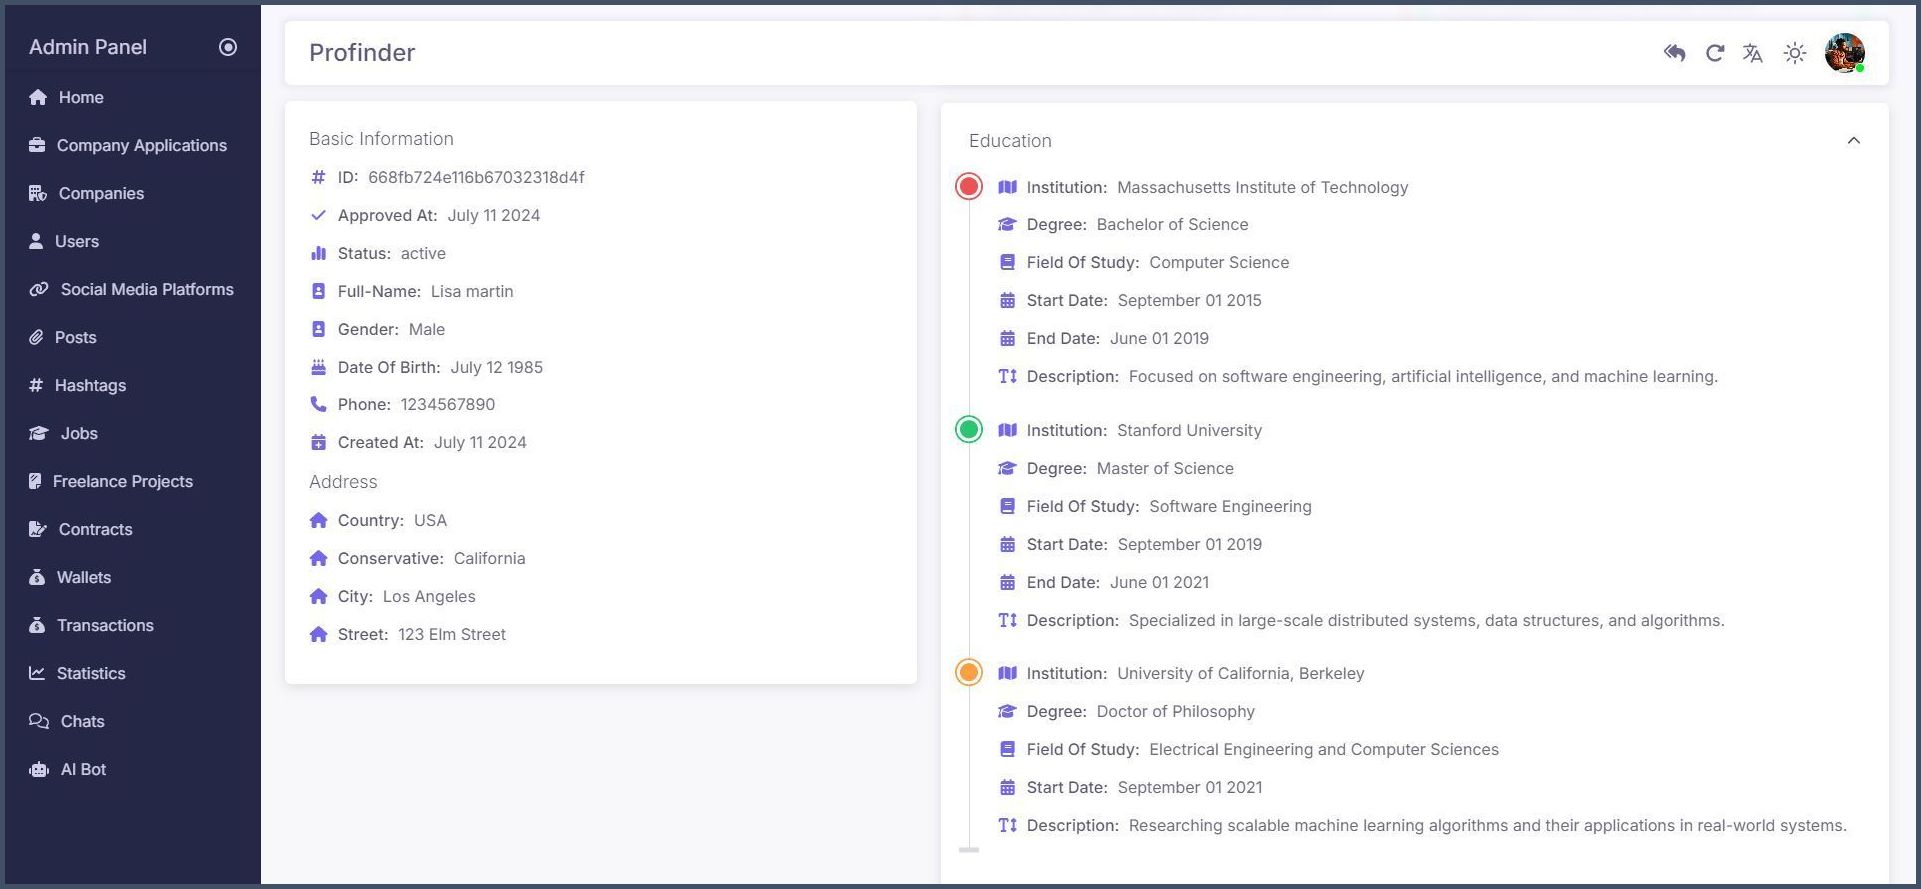 Admin Panel
Home
Company Applications
Companies
Users
Social Media Platforms
Posts
Hashtags
Jobs
Freelance Projects
Contracts
Wallets
Transactions
Statistics
Chats
AI Bot
Profinder
Basic Information
ID: 668fb724e116b67032318d4f
Approved At: July 11 2024
Status: active
Full-Name: Lisa martin
Gender: Male
Date Of Birth: July 12 1985
Phone: 1234567890
Created At: July 11 2024
Address
Country: USA
Conservative: California
City: Los Angeles
Street: 123 Elm Street
Education
Institution: Massachusetts Institute of Technology
Degree: Bachelor of Science
Field Of Study: Computer Science
Start Date: September 01 2015
End Date: June 01 2019
Description: Focused on software engineering, artificial intelligence, and machine learning.
Institution: Stanford University
Degree: Master of Science
Field Of Study: Software Engineering
Start Date: September 01 2019
End Date: June 01 2021
Description: Specialized in large-scale distributed systems, data structures, and algorithms.
Institution: University of California, Berkeley
Degree: Doctor of Philosophy
Field Of Study: Electrical Engineering and Computer Sciences
Start Date: September 01 2021
Description: Researching scalable machine learning algorithms and their applications in real-world systems.